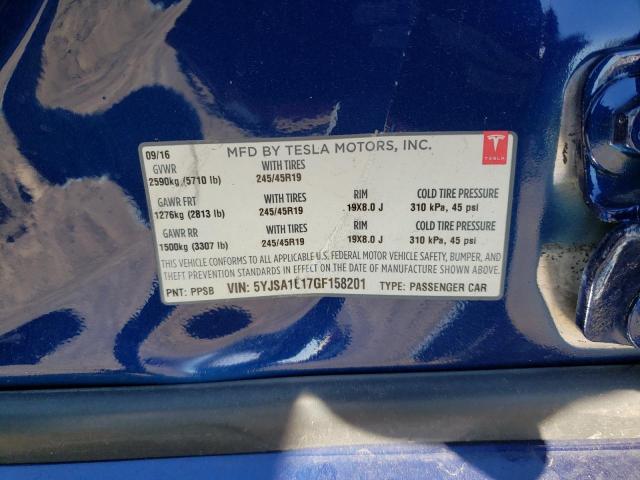 09/16 MFD BY TESLA MOTORS, INC.
GVWR WITH TIRES
2590kg (5710 lb) 245/45R19
TESLA
GAWR FRT WITH TIRES RIM COLD TIRE PRESSURE
1276kg (2813 lb) 245/45R19 19X8.0 J 310 kPa, 45 psi
GAWR RR WITH TIRES RIM COLD TIRE PRESSURE
1500kg (3307 lb) 245/45R19 19X8.0 J 310 kPa, 45 psi
THIS VEHICLE CONFORMS TO ALL APPLICABLE FEDERAL MOTOR VEHICLE SAFETY, BUMPER, AND
THEFT PREVENTION STANDARDS IN EFFECT ON THE DATE OF MANUFACTURE SHOWN ABOVE.
PNT: PPSB VIN: 5YJSA1E17GF158201 TYPE: PASSENGER CAR